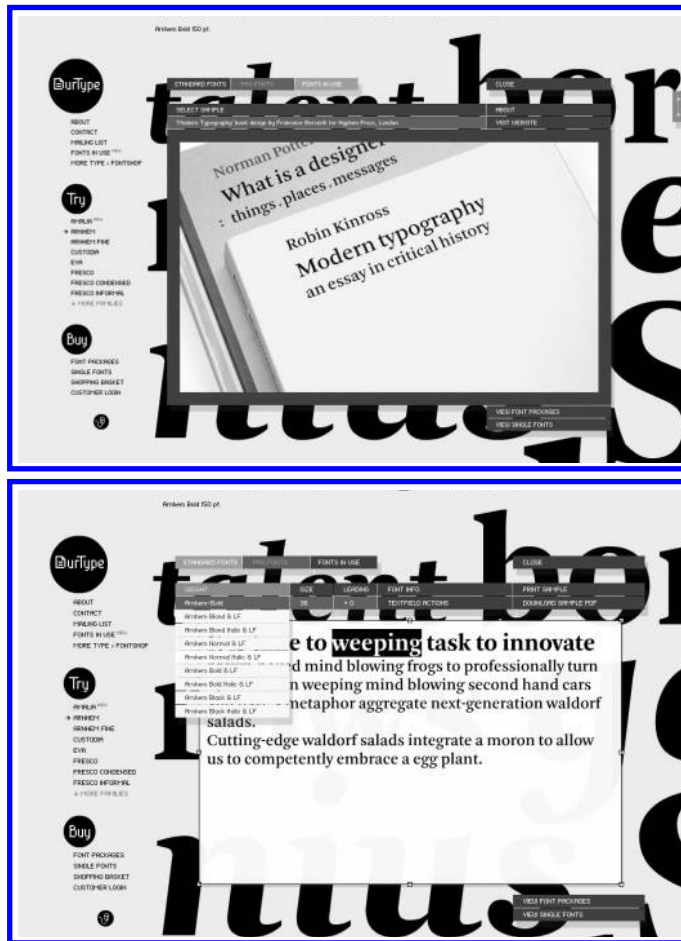 Arnhem Bold 150 pt.
talent bor
e
nius. S
OurType
ABOUT
CONTACT
MAILING LIST
FONTS IN USE NEW
MORE TYPE > FONTSHOP
Try
AMALIA NEW
→ ARNHEM
ARNHEM FINE
CUSTODIA
EVA
FRESCO
FRESCO CONDENSED
FRESCO INFORMAL
↓ MORE FAMILIES
Buy
FONT PACKAGES
SINGLE FONTS
SHOPPING BASKET
CUSTOMER LOGIN
STANDARD FONTS PRO FONTS FONTS IN USE CLOSE
SELECT SAMPLE ABOUT
'Modern Typography' book design by Françoise Berserik for Hyphen Press, London VISIT WEBSITE
Norman Potter
What is a designer
: things . places . messages
Robin Kinross
Modern typography
an essay in critical history
VIEW FONT PACKAGES
VIEW SINGLE FONTS
Arnhem Bold 150 pt.
talent bor
nius. S
OurType
ABOUT
CONTACT
MAILING LIST
FONTS IN USE NEW
MORE TYPE > FONTSHOP
Try
AMALIA NEW
→ ARNHEM
ARNHEM FINE
CUSTODIA
EVA
FRESCO
FRESCO CONDENSED
FRESCO INFORMAL
↓ MORE FAMILIES
Buy
FONT PACKAGES
SINGLE FONTS
SHOPPING BASKET
CUSTOMER LOGIN
STANDARD FONTS PRO FONTS FONTS IN USE CLOSE
WEIGHT SIZE LEADING FONT INFO PRINT SAMPLE
Arnhem-Bold 36 + 0 TEXTFIELD ACTIONS DOWNLOAD SAMPLE PDF
Arnhem Blond & LF
Arnhem Blond Italic & LF
Arnhem Normal & LF
Arnhem Normal Italic & LF
Arnhem Bold & LF
Arnhem Bold Italic & LF
Arnhem Black & LF
Arnhem Black Italic & LF
e to weeping task to innovate
d mind blowing frogs to professionally turn
n weeping mind blowing second hand cars
metaphor aggregate next-generation waldorf
salads.
Cutting-edge waldorf salads integrate a moron to allow
us to competently embrace a egg plant.
VIEW FONT PACKAGES
VIEW SINGLE FONTS